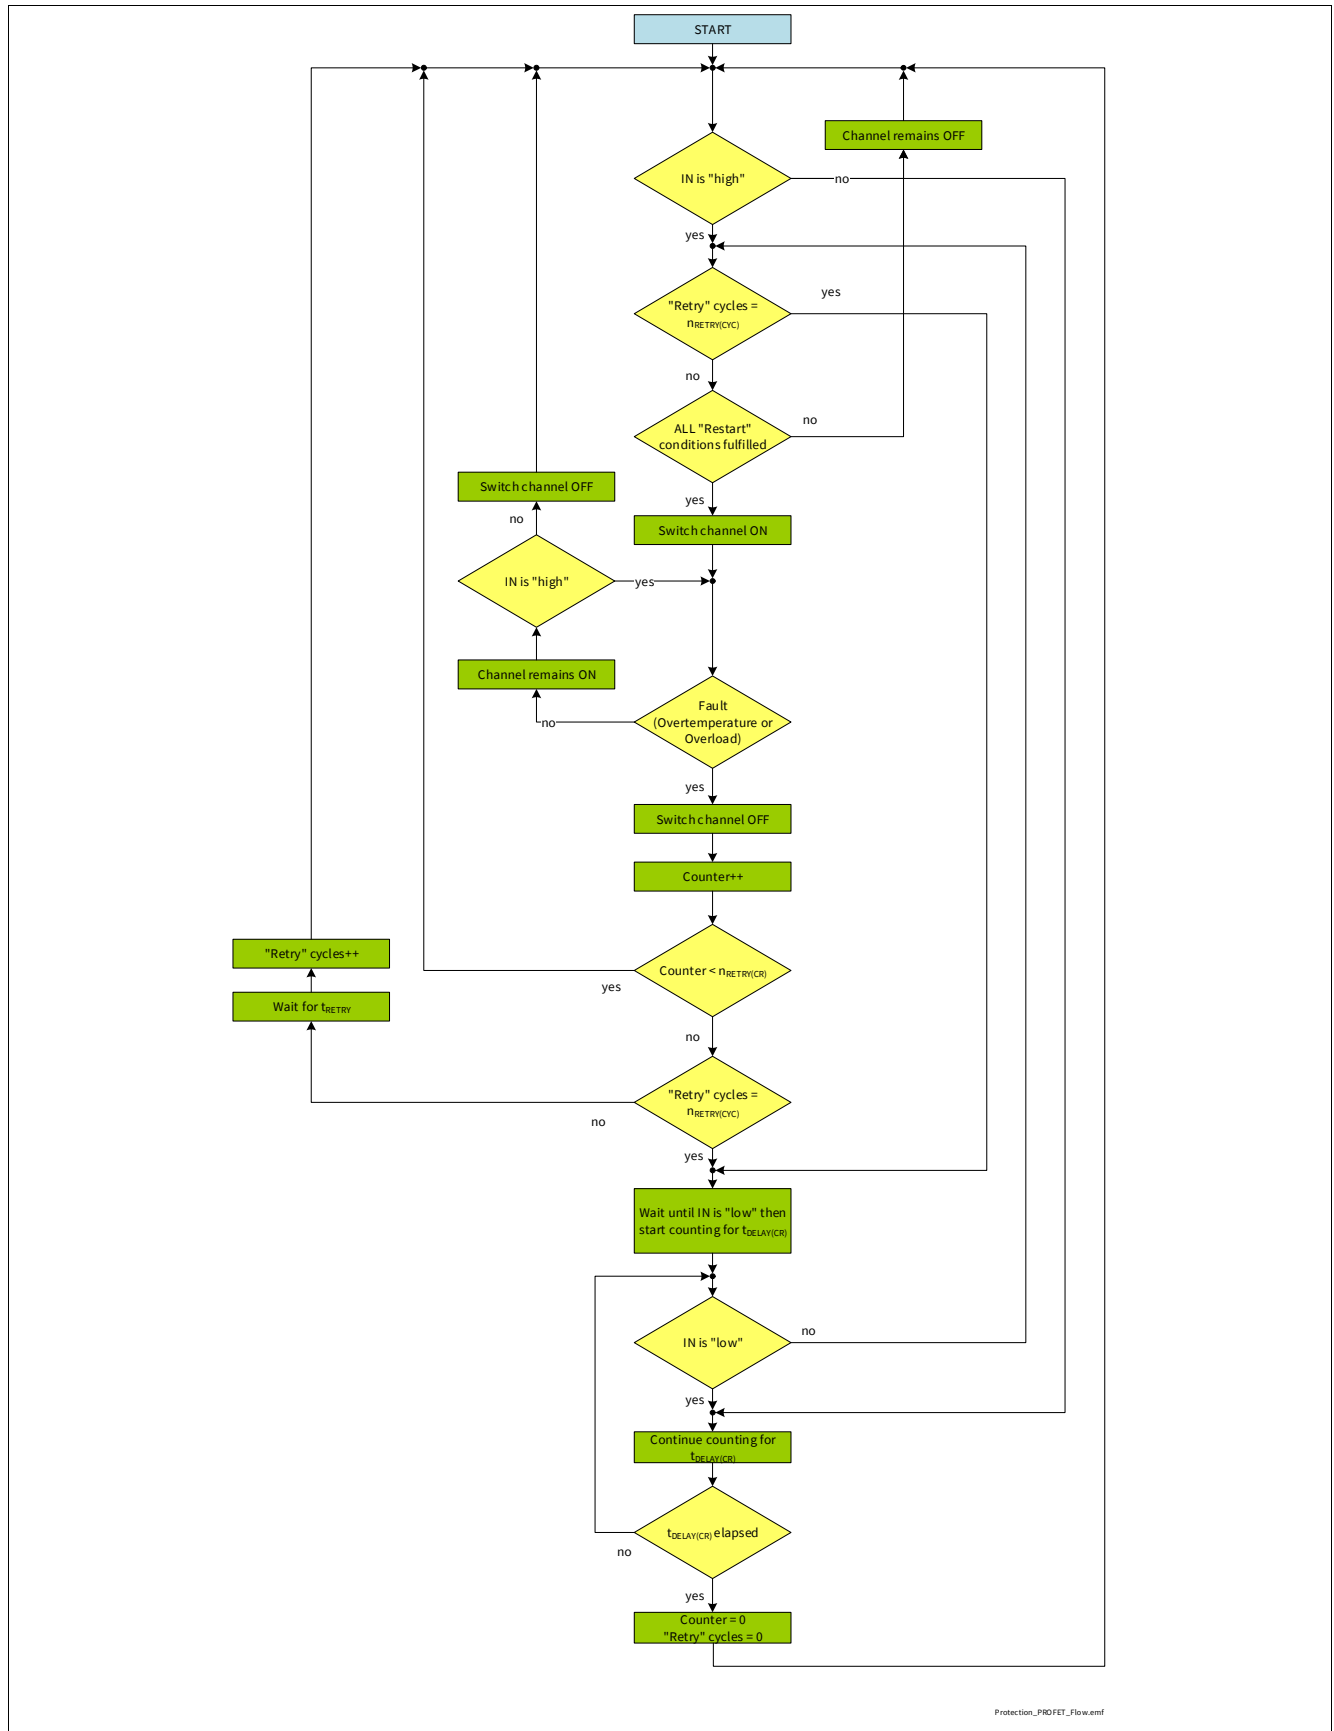 START
Channel remains OFF
IN is "high"
no
yes
"Retry" cycles =
nRETRY(CYC)
yes
no
ALL "Restart"
conditions fulfilled
no
Switch channel OFF
yes
no
Switch channel ON
IN is "high"
yes
Channel remains ON
Fault
(Overtemperature or
Overload)
no
yes
Switch channel OFF
Counter++
"Retry" cycles++
Counter < nRETRY(CR)
yes
Wait for tRETRY
no
"Retry" cycles =
nRETRY(CYC)
no
yes
Wait until IN is "low" then
start counting for tDELAY(CR)
IN is "low"
no
yes
Continue counting for
tDELAY(CR)
tDELAY(CR) elapsed
no
yes
Counter = 0
"Retry" cycles = 0
Protection_PROFET_Flow.emf